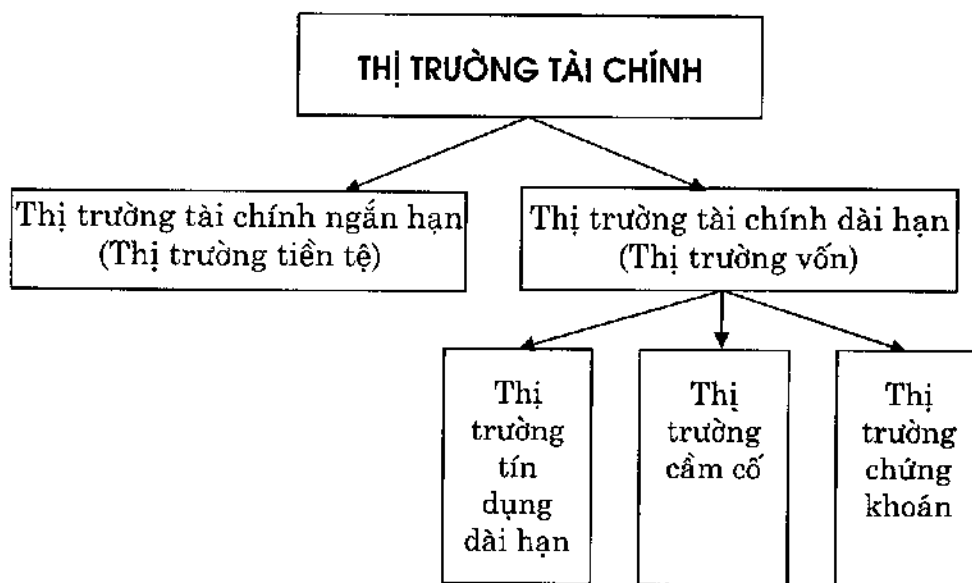 THỊ TRƯỜNG TÀI CHÍNH
Thị trường tài chính ngắn hạn
(Thị trường tiền tệ)
Thị trường tài chính dài hạn
(Thị trường vốn)
Thị
trường
tín
dụng
dài hạn
Thị
trường
cầm cố
Thị
trường
chứng
khoán